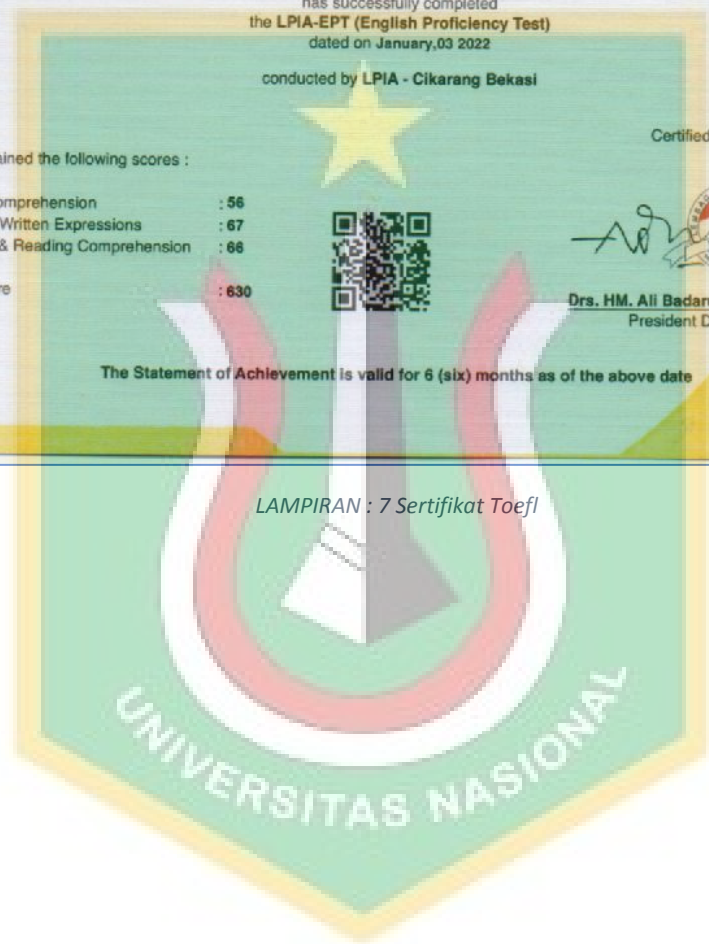 has successfully completed
the LPIA-EPT (English Proficiency Test)
dated on January,03 2022
conducted by LPIA - Cikarang Bekasi
Certified
ained the following scores :
omprehension : 56
Written Expressions : 67
& Reading Comprehension : 66
e : 630
Drs. HM. Ali Badar
President D
The Statement of Achievement is valid for 6 (six) months as of the above date
LAMPIRAN : 7 Sertifikat Toefl
UNIVERSITAS NASIONAL